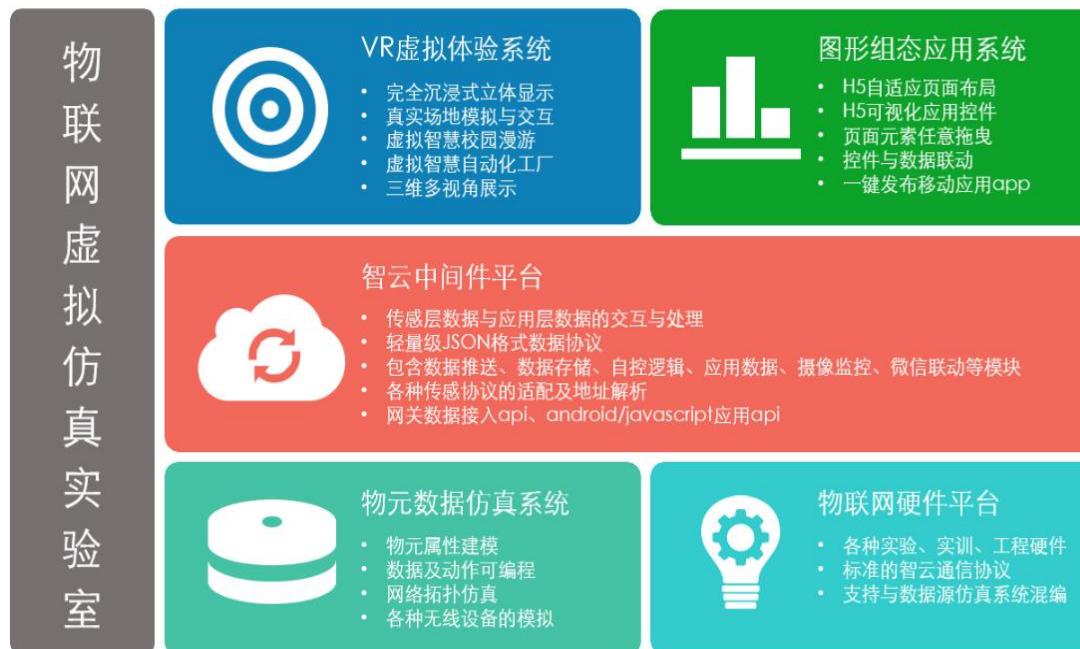 物联网虚拟仿真实验室
VR虚拟体验系统
• 完全沉浸式立体显示
• 真实场地模拟与交互
• 虚拟智慧校园漫游
• 虚拟智慧自动化工厂
• 三维多视角展示
图形组态应用系统
• H5自适应页面布局
• H5可视化应用控件
• 页面元素任意拖曳
• 控件与数据联动
• 一键发布移动应用app
智云中间件平台
• 传感层数据与应用层数据的交互与处理
• 轻量级JSON格式数据协议
• 包含数据推送、数据存储、自控逻辑、应用数据、摄像监控、微信联动等模块
• 各种传感协议的适配及地址解析
• 网关数据接入api、android/javascript应用api
物元数据仿真系统
• 物元属性建模
• 数据及动作可编程
• 网络拓扑仿真
• 各种无线设备的模拟
物联网硬件平台
• 各种实验、实训、工程硬件
• 标准的智云通信协议
• 支持与数据源仿真系统混编